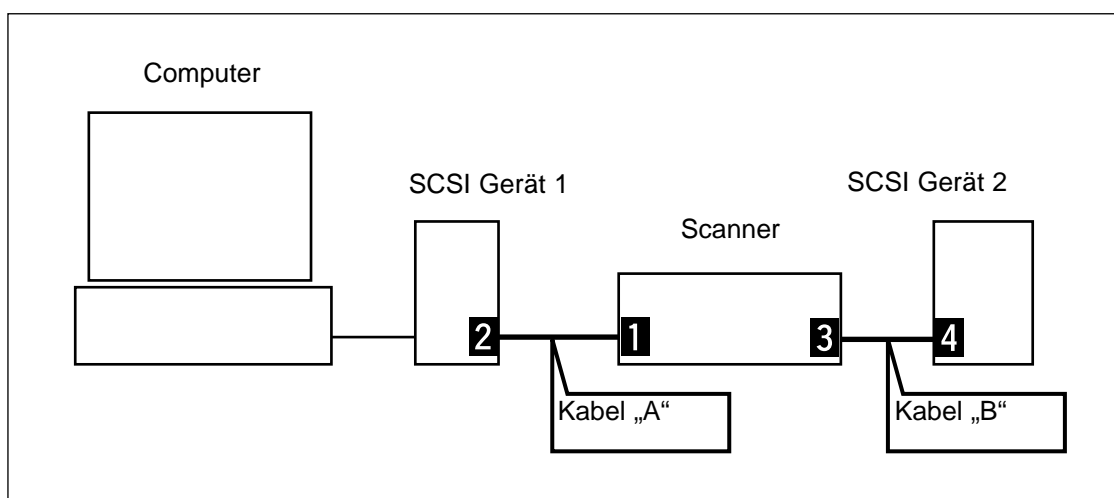 Computer
SCSI Gerät 1
SCSI Gerät 2
Scanner
2
1
3
4
Kabel „A“
Kabel „B“